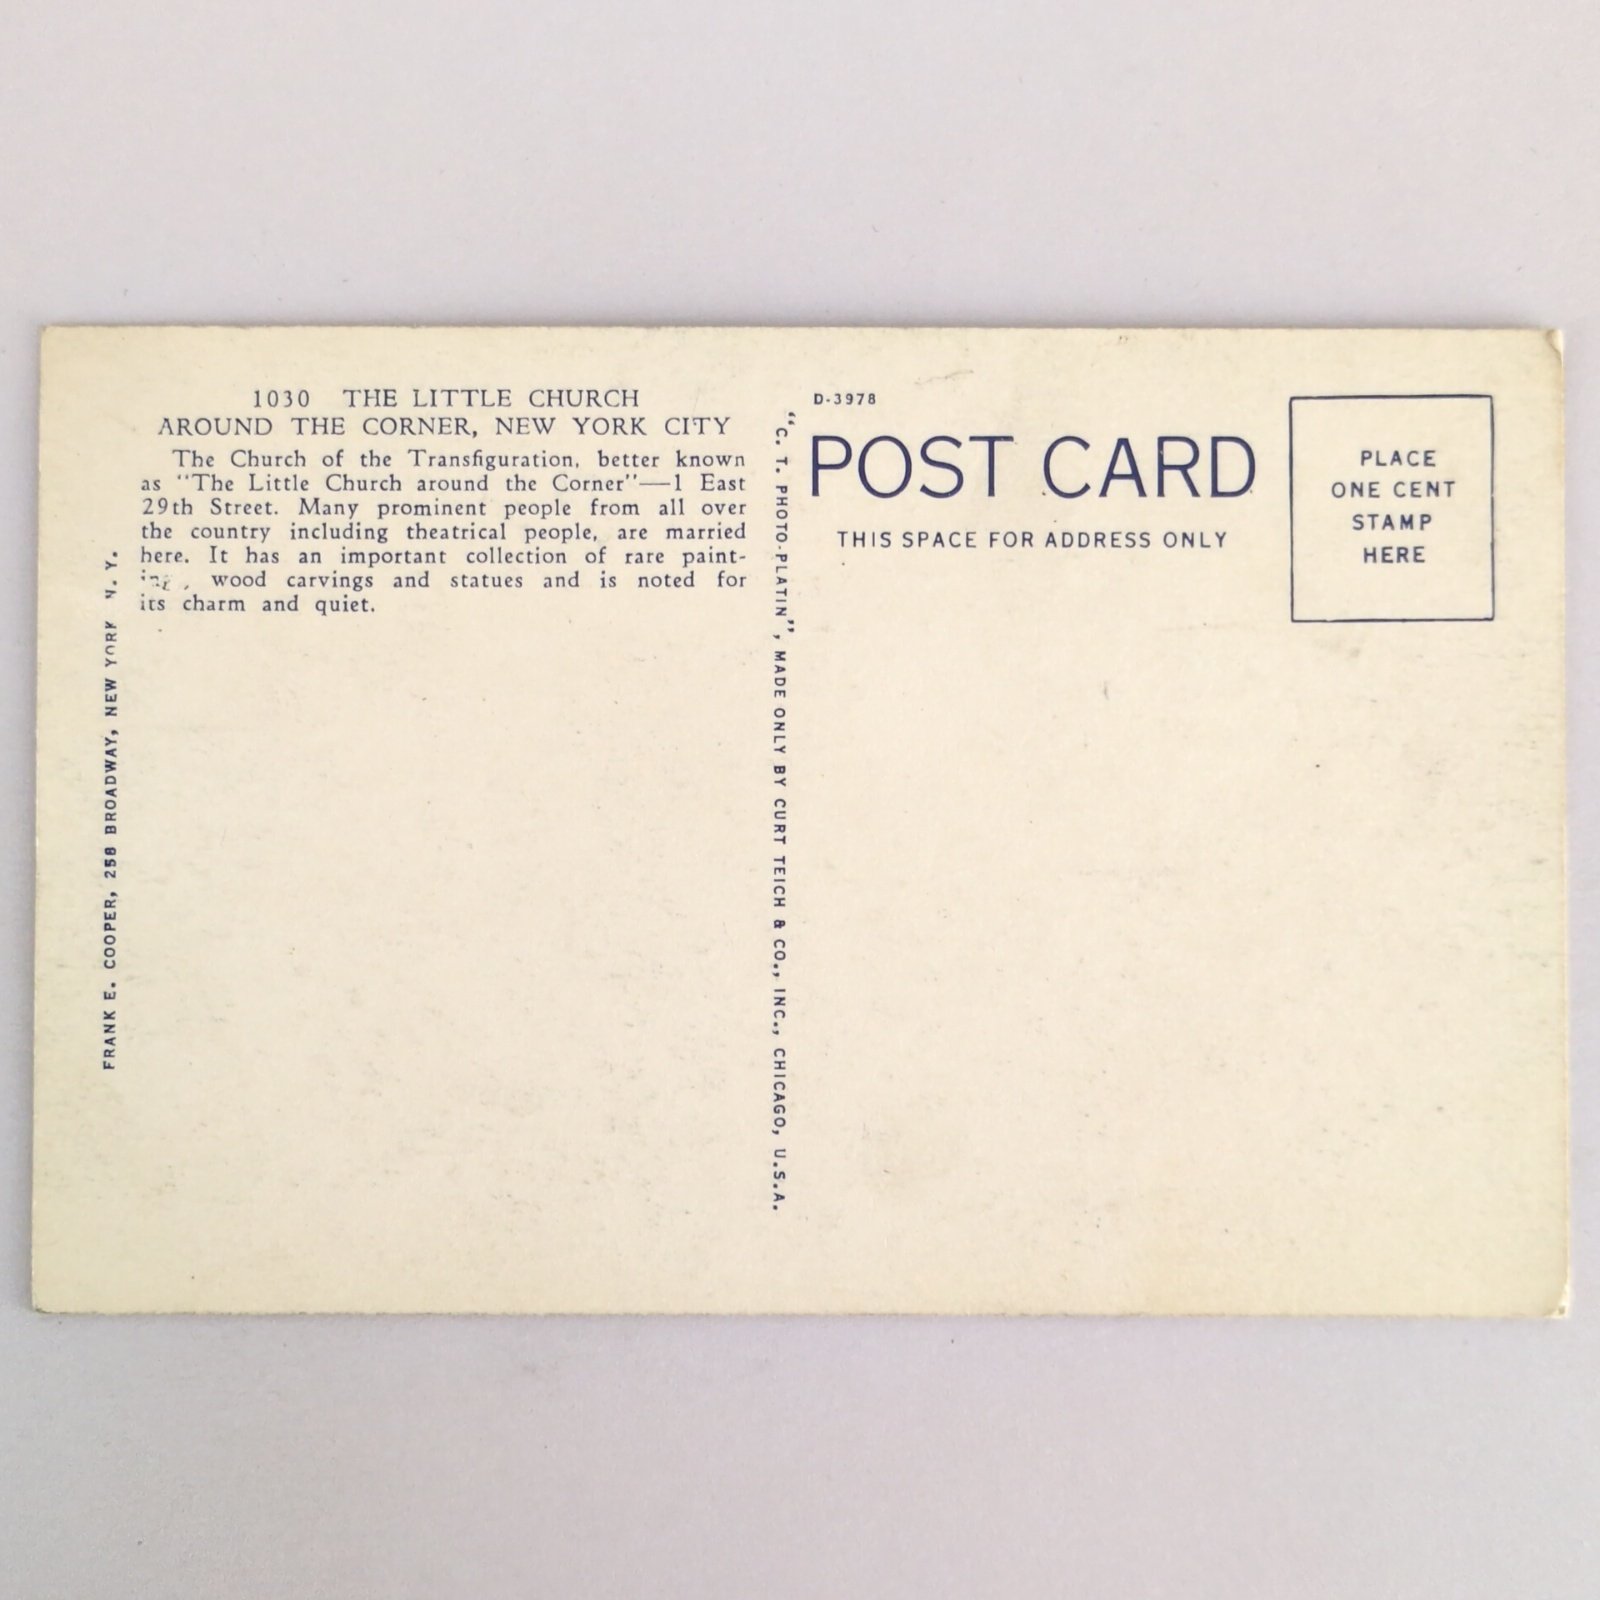 1030 THE LITTLE CHURCH
AROUND THE CORNER, NEW YORK CITY
The Church of the Transfiguration, better known
as "The Little Church around the Corner"—1 East
29th Street. Many prominent people from all over
the country including theatrical people, are married
here. It has an important collection of rare paint-
, wood carvings and statues and is noted for
its charm and quiet.
FRANK E. COOPER, 258 BROADWAY, NEW YORK N. Y.
"C. T. PHOTO-PLATIN", MADE ONLY BY CURT TEICH & CO., INC., CHICAGO, U.S.A.
D-3978
POST CARD
THIS SPACE FOR ADDRESS ONLY
PLACE
ONE CENT
STAMP
HERE